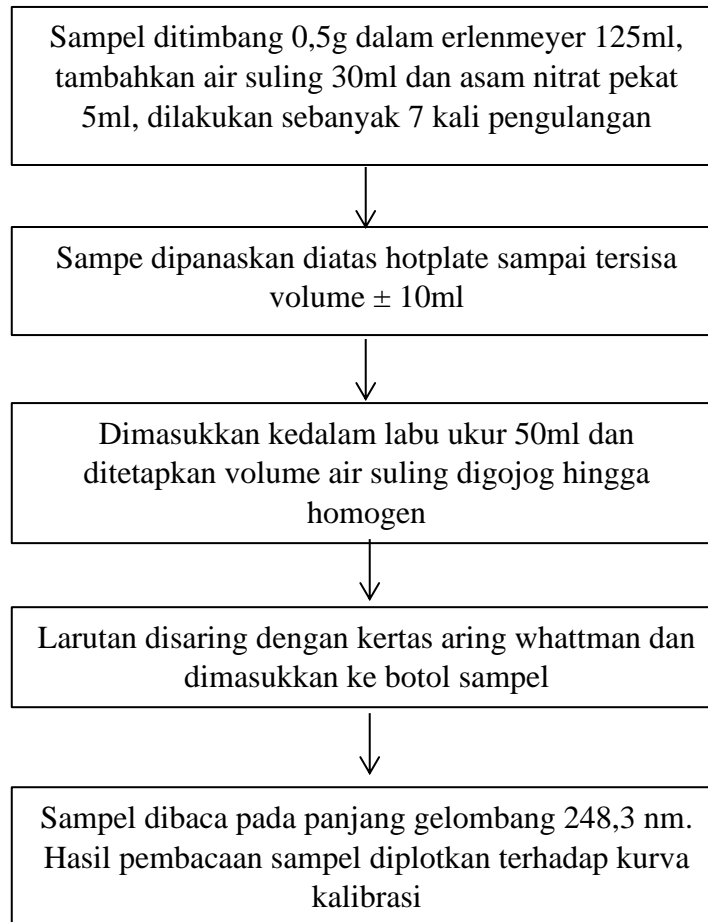 Sampel ditimbang 0,5g dalam erlenmeyer 125ml,
tambahkan air suling 30ml dan asam nitrat pekat
5ml, dilakukan sebanyak 7 kali pengulangan
Sampe dipanaskan diatas hotplate sampai tersisa
volume ± 10ml
Dimasukkan kedalam labu ukur 50ml dan
ditetapkan volume air suling digojog hingga
homogen
Larutan disaring dengan kertas aring whattman dan
dimasukkan ke botol sampel
Sampel dibaca pada panjang gelombang 248,3 nm.
Hasil pembacaan sampel diplotkan terhadap kurva
kalibrasi